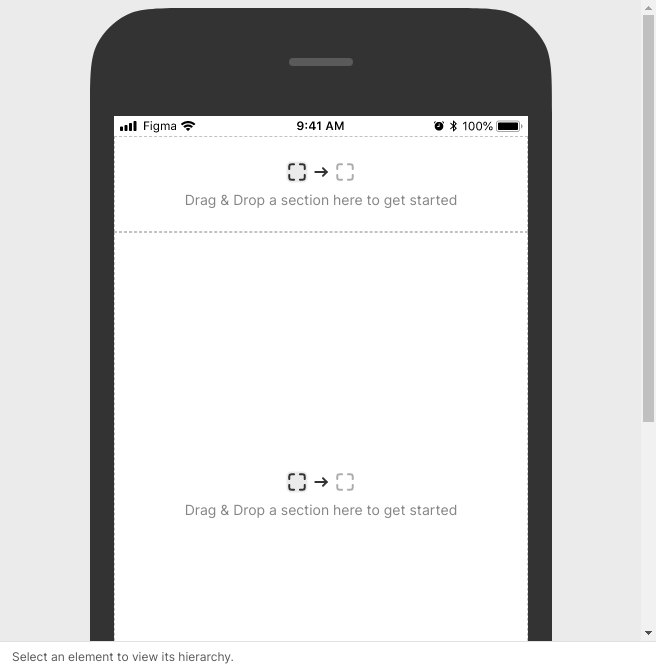 Figma 9:41 AM 100%
Drag & Drop a section here to get started
Drag & Drop a section here to get started
Select an element to view its hierarchy.